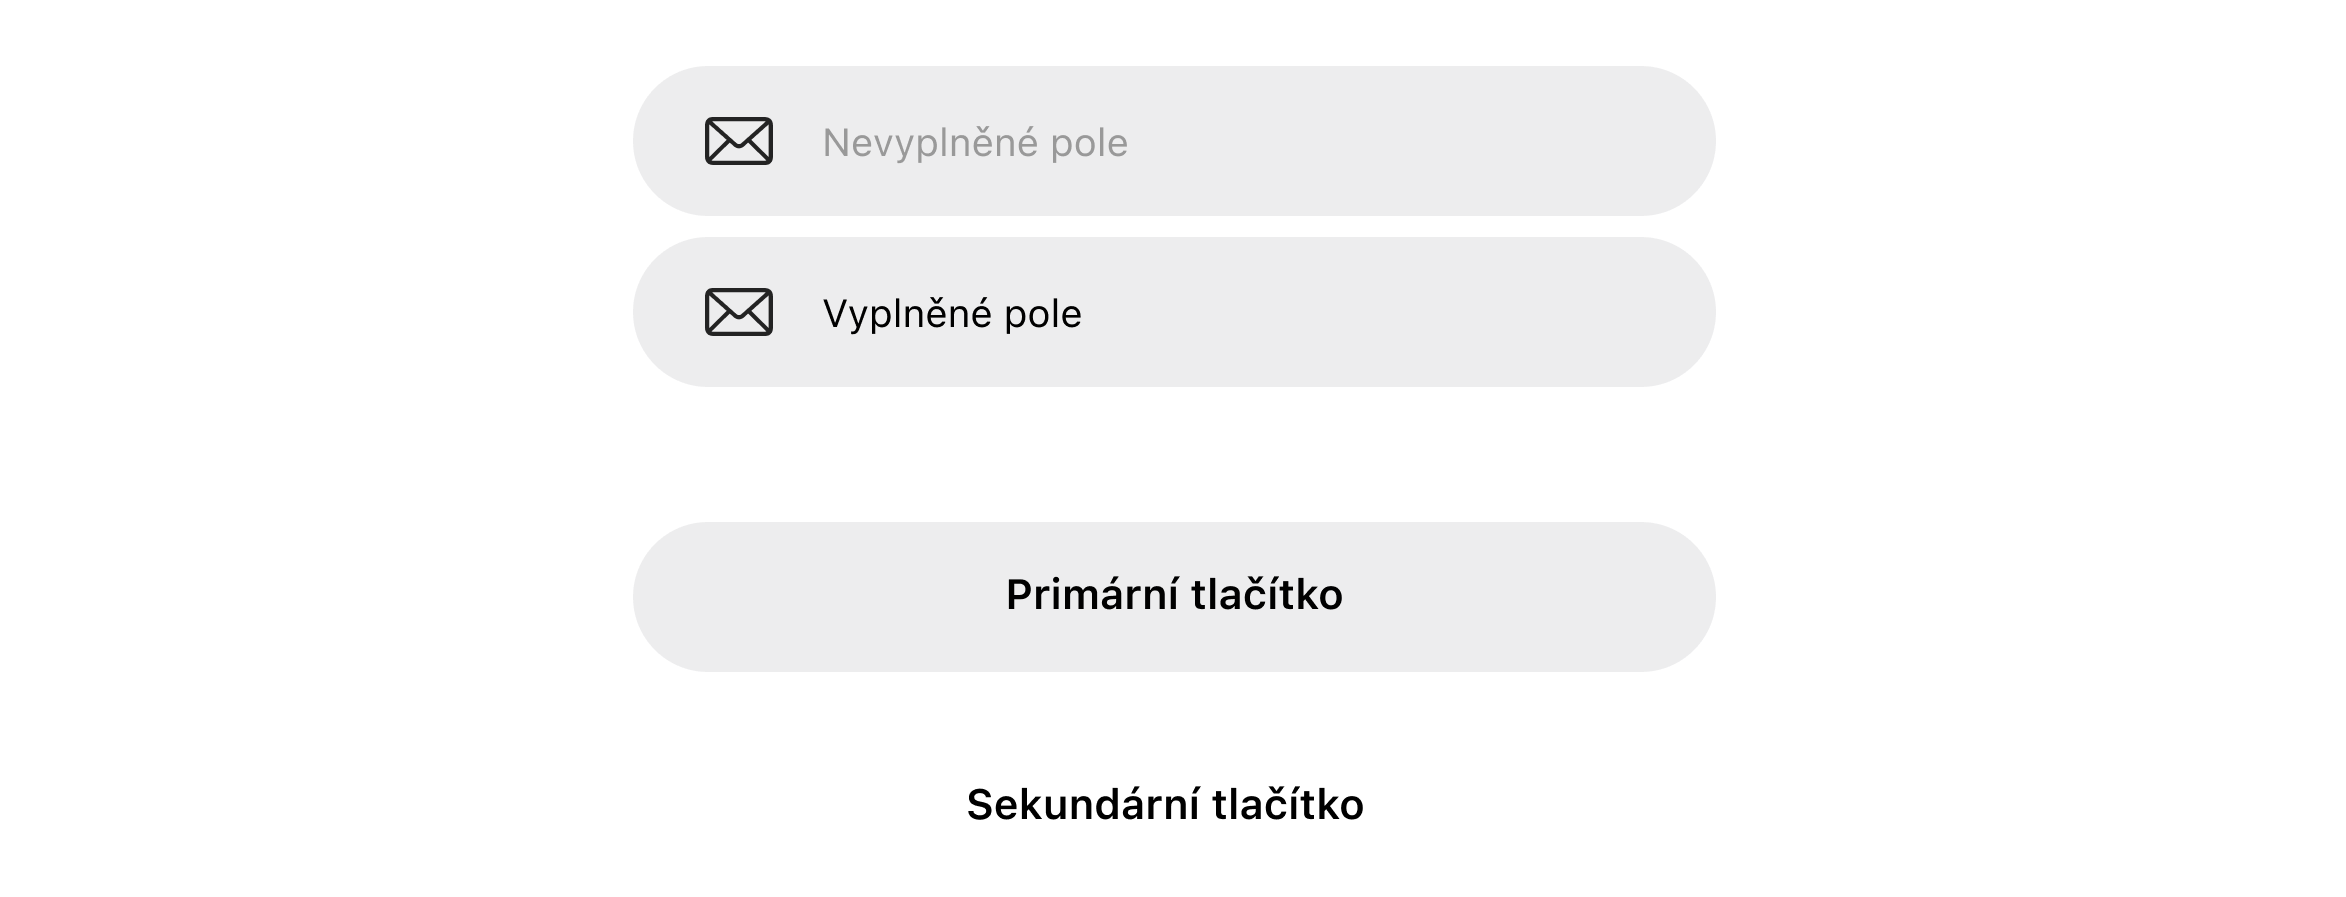 Nevyplněné pole
Vyplněné pole
Primární tlačítko
Sekundární tlačítko